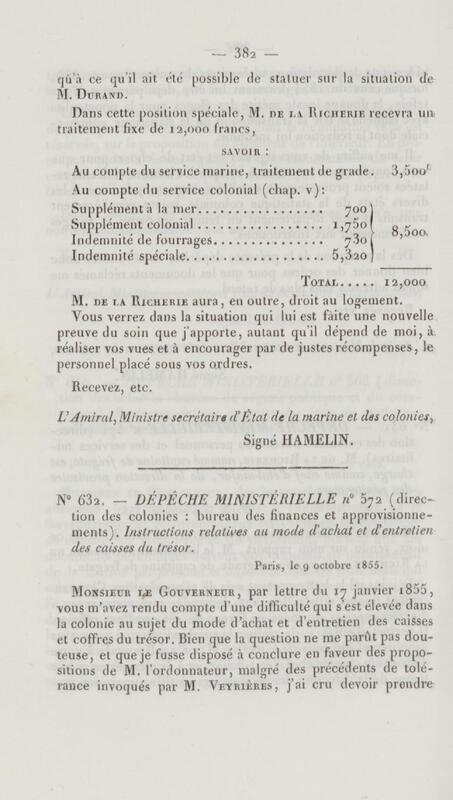 — 382 —
qu'à ce qu'il ait été possible de statuer sur la situation de
M. DURAND.
Dans cette position spéciale, M. DE LA RICHERIE recevra un
traitement fixe de 12,000 francs,
SAVOIR :
Au compte du service marine, traitement de grade. 3,500f
Au compte du service colonial (chap. v):
Supplément à la mer................ 700
Supplément colonial ................ 1,750
Indemnité de fourrages.............. 730
Indemnité spéciale.................. 5,320
8,500
TOTAL..... 12,000
M. DE LA RICHERIE aura, en outre, droit au logement.
Vous verrez dans la situation qui lui est faite une nouvelle
preuve du soin que j'apporte, autant qu'il dépend de moi, à
réaliser vos vues et à encourager par de justes récompenses, le
personnel placé sous vos ordres.
Recevez, etc.
L'Amiral, Ministre secrétaire d'État de la marine et des colonies,
Signé HAMELIN.
N° 632. — DÉPÊCHE MINISTÉRIELLE n° 572 (direc-
tion des colonies : bureau des finances et approvisionne-
ments). Instructions relatives au mode d'achat et d'entretien
des caisses du trésor.
Paris, le 9 octobre 1855.
MONSIEUR LE GOUVERNEUR, par lettre du 17 janvier 1855,
vous m'avez rendu compte d'une difficulté qui s'est élevée dans
la colonie au sujet du mode d'achat et d'entretien des caisses
et coffres du trésor. Bien que la question ne me parût pas dou-
teuse, et que je fusse disposé à conclure en faveur des propo-
sitions de M. l'ordonnateur, malgré des précédents de tolé-
rance invoqués par M. VEYRIÈRES, j'ai cru devoir prendre